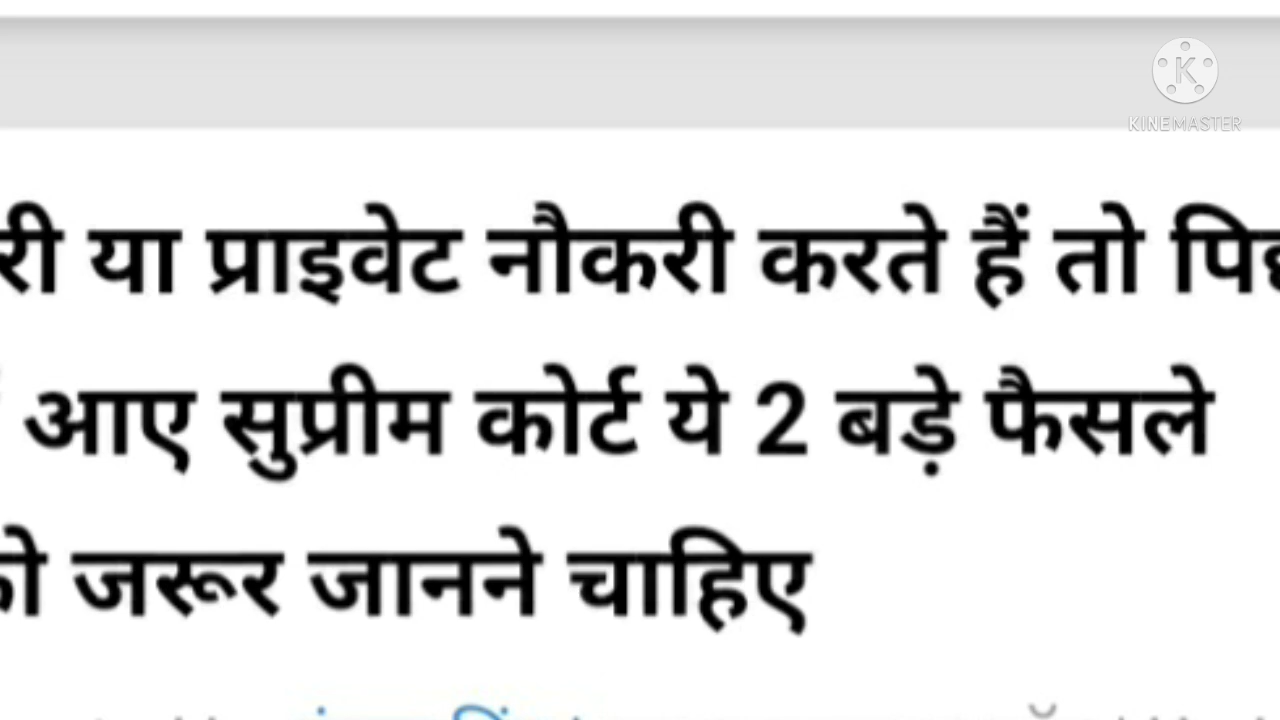 KINEMASTER
री या प्राइवेट नौकरी करते हैं तो
आए सुप्रीम कोर्ट ये 2 बड़े फैसले
को जरूर जानने चाहिए